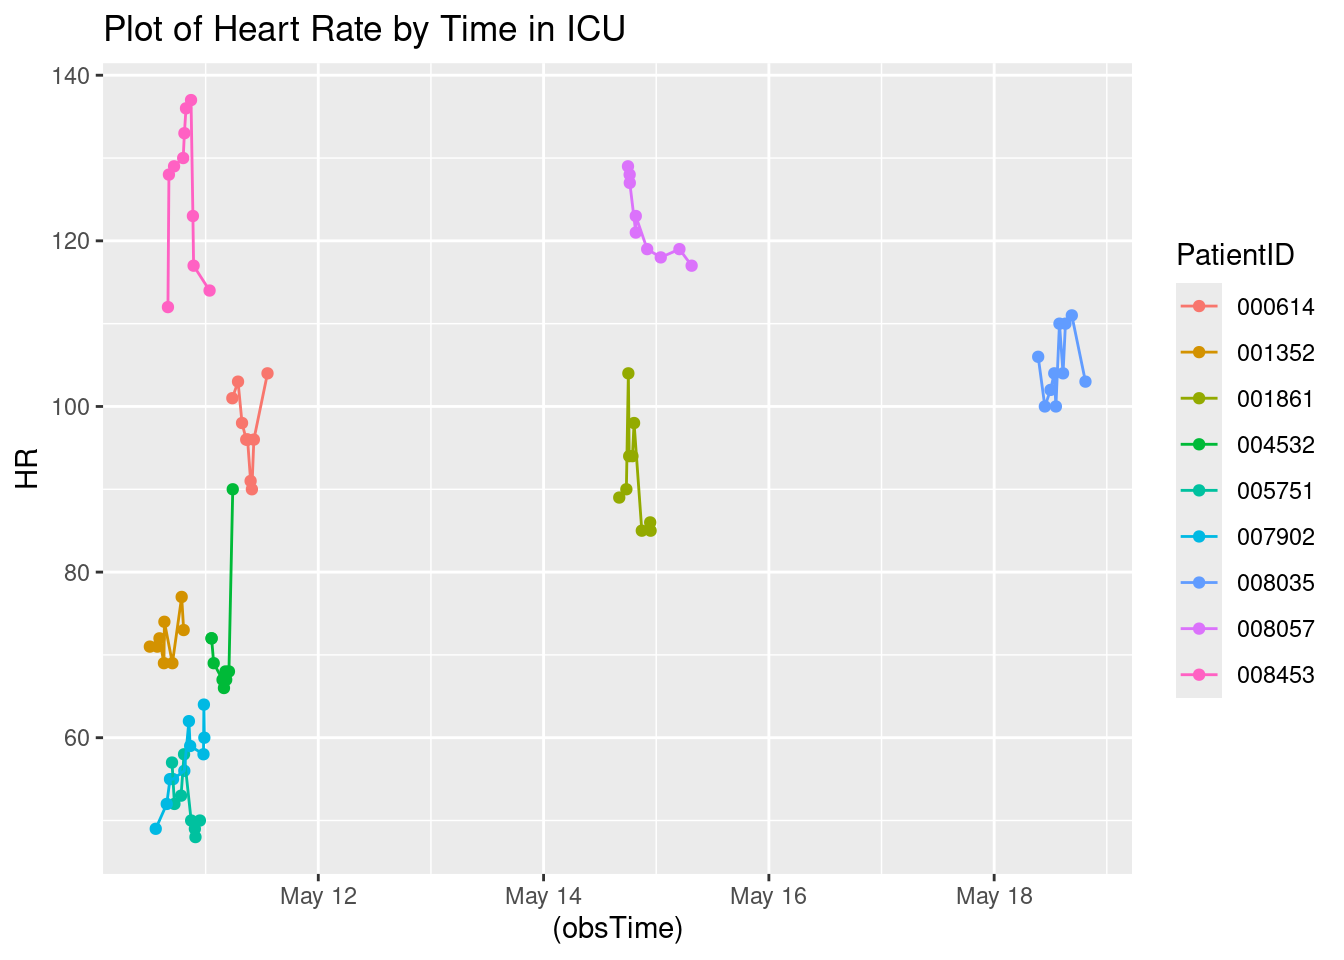 Plot of Heart Rate by Time in ICU
140
120
100
80
60
HR
May 12
May 14
May 16
May 18
(obsTime)
PatientID
000614
001352
001861
004532
005751
007902
008035
008057
008453